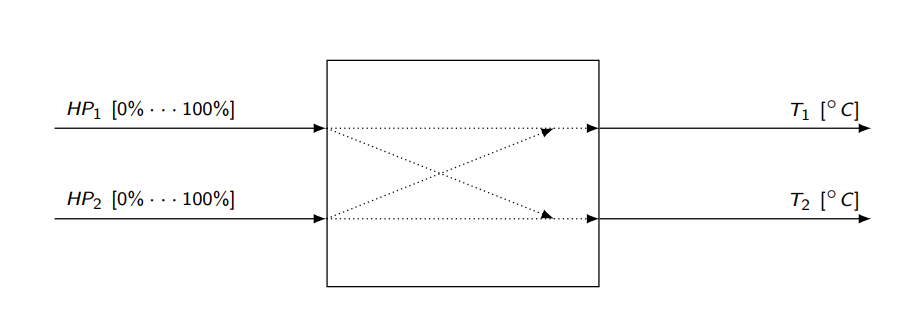 HP₁ [0% · · · 100%]
T₁ [°C]
HP₂ [0% · · · 100%]
T₂ [°C]